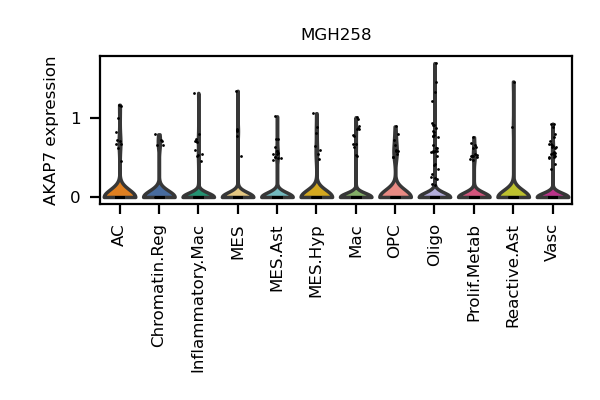 MGH258
AKAP7 expression
1
0
AC
Chromatin.Reg
Inflammatory.Mac
MES
MES.Ast
MES.Hyp
Mac
OPC
Oligo
Prolif.Metab
Reactive.Ast
Vasc